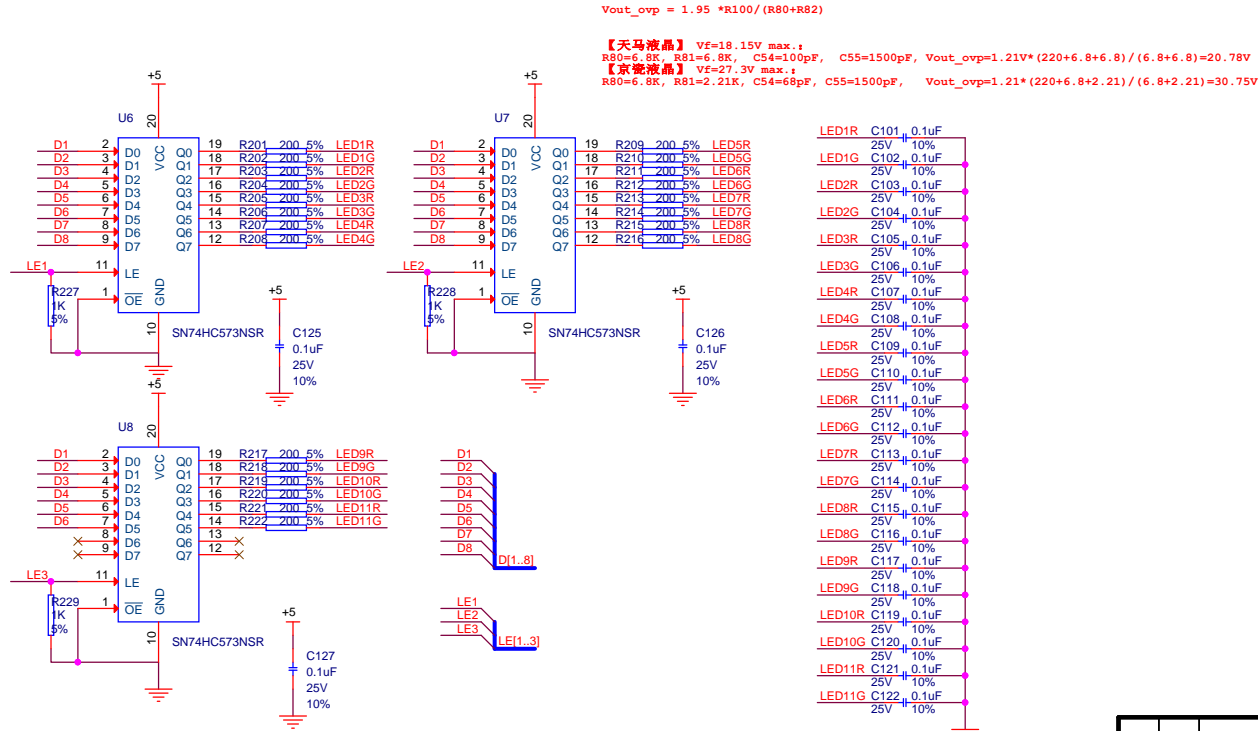 Vout_ovp = 1.95 *R100/(R80+R82)
【天马液晶】 Vf=18.15V max.:
R80=6.8K, R81=6.8K, C54=100pF, C55=1500pF, Vout_ovp=1.21V*(220+6.8+6.8)/(6.8+6.8)=20.78V
【京瓷液晶】 Vf=27.3V max.:
R80=6.8K, R81=2.21K, C54=68pF, C55=1500pF, Vout_ovp=1.21*(220+6.8+2.21)/(6.8+2.21)=30.75V
+5
U6
20
VCC
D1 2 D0 Q0 19 R201 200 5% LED1R
D2 3 D1 Q1 18 R202 200 5% LED1G
D3 4 D2 Q2 17 R203 200 5% LED2R
D4 5 D3 Q3 16 R204 200 5% LED2G
D5 6 D4 Q4 15 R205 200 5% LED3R
D6 7 D5 Q5 14 R206 200 5% LED3G
D7 8 D6 Q6 13 R207 200 5% LED4R
D8 9 D7 Q7 12 R208 200 5% LED4G
LE1 11 LE
R227 1 OE GND
1K
5%
10
SN74HC573NSR
+5
C125
0.1uF
25V
10%
+5
U7
20
VCC
D1 2 D0 Q0 19 R209 200 5% LED5R
D2 3 D1 Q1 18 R210 200 5% LED5G
D3 4 D2 Q2 17 R211 200 5% LED6R
D4 5 D3 Q3 16 R212 200 5% LED6G
D5 6 D4 Q4 15 R213 200 5% LED7R
D6 7 D5 Q5 14 R214 200 5% LED7G
D7 8 D6 Q6 13 R215 200 5% LED8R
D8 9 D7 Q7 12 R216 200 5% LED8G
LE2 11 LE
R228 1 OE GND
1K
5%
10
SN74HC573NSR
+5
C126
0.1uF
25V
10%
+5
U8
20
VCC
D1 2 D0 Q0 19 R217 200 5% LED9R
D2 3 D1 Q1 18 R218 200 5% LED9G
D3 4 D2 Q2 17 R219 200 5% LED10R
D4 5 D3 Q3 16 R220 200 5% LED10G
D5 6 D4 Q4 15 R221 200 5% LED11R
D6 7 D5 Q5 14 R222 200 5% LED11G
8 D6 Q6 13
9 D7 Q7 12
LE3 11 LE
R229 1 OE GND
1K
5%
10
SN74HC573NSR
+5
C127
0.1uF
25V
10%
D1
D2
D3
D4
D5
D6
D7
D8
D[1..8]
LE1
LE2
LE3
LE[1..3]
LED1R C101 0.1uF
25V 10%
LED1G C102 0.1uF
25V 10%
LED2R C103 0.1uF
25V 10%
LED2G C104 0.1uF
25V 10%
LED3R C105 0.1uF
25V 10%
LED3G C106 0.1uF
25V 10%
LED4R C107 0.1uF
25V 10%
LED4G C108 0.1uF
25V 10%
LED5R C109 0.1uF
25V 10%
LED5G C110 0.1uF
25V 10%
LED6R C111 0.1uF
25V 10%
LED6G C112 0.1uF
25V 10%
LED7R C113 0.1uF
25V 10%
LED7G C114 0.1uF
25V 10%
LED8R C115 0.1uF
25V 10%
LED8G C116 0.1uF
25V 10%
LED9R C117 0.1uF
25V 10%
LED9G C118 0.1uF
25V 10%
LED10R C119 0.1uF
25V 10%
LED10G C120 0.1uF
25V 10%
LED11R C121 0.1uF
25V 10%
LED11G C122 0.1uF
25V 10%